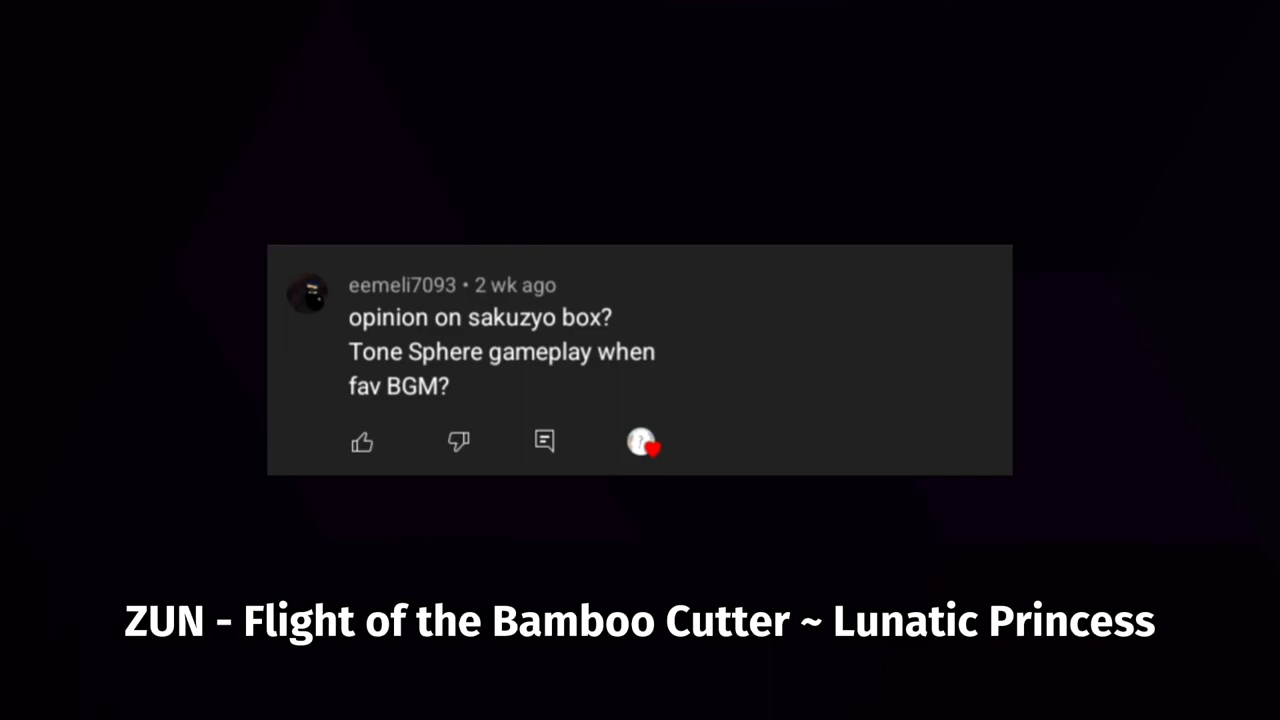 eemeli7093 • 2 wk ago
opinion on sakuzyo box?
Tone Sphere gameplay when
fav BGM?
ZUN - Flight of the Bamboo Cutter ~ Lunatic Princess